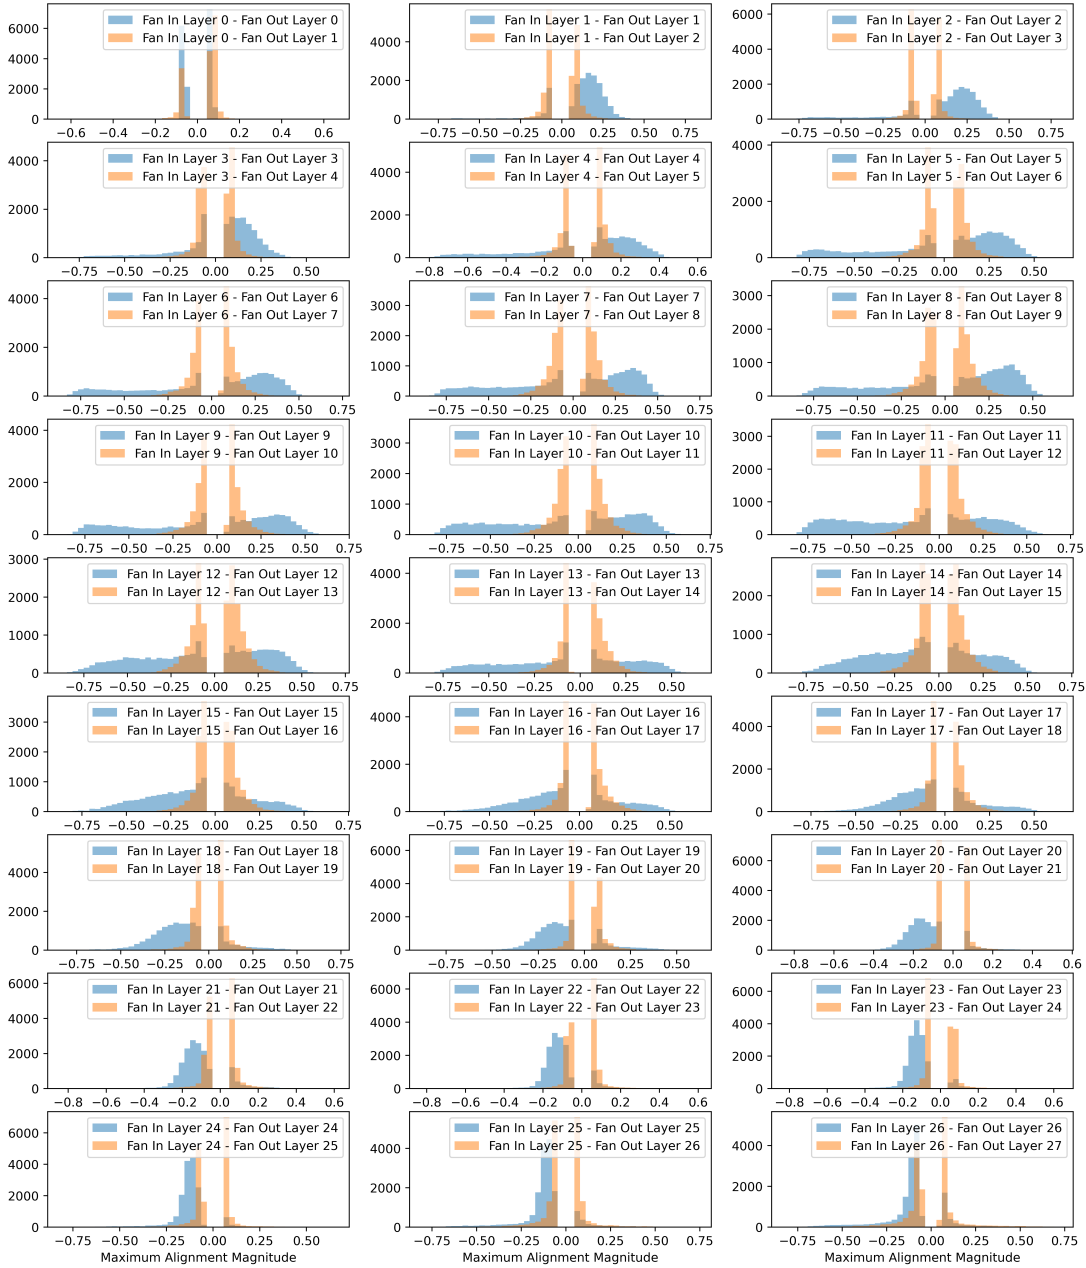 Fan In Layer 0 - Fan Out Layer 0
Fan In Layer 0 - Fan Out Layer 1
6000
4000
2000
0
−0.6 −0.4 −0.2 0.0 0.2 0.4 0.6
Fan In Layer 1 - Fan Out Layer 1
Fan In Layer 1 - Fan Out Layer 2
4000
2000
0
−0.75 −0.50 −0.25 0.00 0.25 0.50 0.75
Fan In Layer 2 - Fan Out Layer 2
Fan In Layer 2 - Fan Out Layer 3
6000
4000
2000
0
−0.75 −0.50 −0.25 0.00 0.25 0.50 0.75
Fan In Layer 3 - Fan Out Layer 3
Fan In Layer 3 - Fan Out Layer 4
4000
2000
0
−0.75 −0.50 −0.25 0.00 0.25 0.50
Fan In Layer 4 - Fan Out Layer 4
Fan In Layer 4 - Fan Out Layer 5
4000
2000
0
−0.8 −0.6 −0.4 −0.2 0.0 0.2 0.4 0.6
Fan In Layer 5 - Fan Out Layer 5
Fan In Layer 5 - Fan Out Layer 6
4000
3000
2000
1000
0
−0.75 −0.50 −0.25 0.00 0.25 0.50
Fan In Layer 6 - Fan Out Layer 6
Fan In Layer 6 - Fan Out Layer 7
4000
2000
0
−0.75 −0.50 −0.25 0.00 0.25 0.50 0.75
Fan In Layer 7 - Fan Out Layer 7
Fan In Layer 7 - Fan Out Layer 8
3000
2000
1000
0
−0.75 −0.50 −0.25 0.00 0.25 0.50 0.75
Fan In Layer 8 - Fan Out Layer 8
Fan In Layer 8 - Fan Out Layer 9
3000
2000
1000
0
−0.75 −0.50 −0.25 0.00 0.25 0.50
Fan In Layer 9 - Fan Out Layer 9
Fan In Layer 9 - Fan Out Layer 10
4000
2000
0
−0.75 −0.50 −0.25 0.00 0.25 0.50 0.75
Fan In Layer 10 - Fan Out Layer 10
Fan In Layer 10 - Fan Out Layer 11
3000
2000
1000
0
−0.75 −0.50 −0.25 0.00 0.25 0.50 0.75
Fan In Layer 11 - Fan Out Layer 11
Fan In Layer 11 - Fan Out Layer 12
3000
2000
1000
0
−0.75 −0.50 −0.25 0.00 0.25 0.50 0.75
Fan In Layer 12 - Fan Out Layer 12
Fan In Layer 12 - Fan Out Layer 13
3000
2000
1000
0
−0.75 −0.50 −0.25 0.00 0.25 0.50 0.75
Fan In Layer 13 - Fan Out Layer 13
Fan In Layer 13 - Fan Out Layer 14
4000
2000
0
−0.75 −0.50 −0.25 0.00 0.25 0.50
Fan In Layer 14 - Fan Out Layer 14
Fan In Layer 14 - Fan Out Layer 15
2000
1000
0
−0.75 −0.50 −0.25 0.00 0.25 0.50 0.75
Fan In Layer 15 - Fan Out Layer 15
Fan In Layer 15 - Fan Out Layer 16
3000
2000
1000
0
−0.75 −0.50 −0.25 0.00 0.25 0.50 0.75
Fan In Layer 16 - Fan Out Layer 16
Fan In Layer 16 - Fan Out Layer 17
4000
2000
0
−0.75 −0.50 −0.25 0.00 0.25 0.50
Fan In Layer 17 - Fan Out Layer 17
Fan In Layer 17 - Fan Out Layer 18
4000
2000
0
−0.75 −0.50 −0.25 0.00 0.25 0.50
Fan In Layer 18 - Fan Out Layer 18
Fan In Layer 18 - Fan Out Layer 19
4000
2000
0
−0.75 −0.50 −0.25 0.00 0.25 0.50 0.75
Fan In Layer 19 - Fan Out Layer 19
Fan In Layer 19 - Fan Out Layer 20
6000
4000
2000
0
−0.75 −0.50 −0.25 0.00 0.25 0.50
Fan In Layer 20 - Fan Out Layer 20
Fan In Layer 20 - Fan Out Layer 21
6000
4000
2000
0
−0.8 −0.6 −0.4 −0.2 0.0 0.2 0.4 0.6
Fan In Layer 21 - Fan Out Layer 21
Fan In Layer 21 - Fan Out Layer 22
6000
4000
2000
0
−0.8 −0.6 −0.4 −0.2 0.0 0.2 0.4 0.6
Fan In Layer 22 - Fan Out Layer 22
Fan In Layer 22 - Fan Out Layer 23
6000
4000
2000
0
−0.8 −0.6 −0.4 −0.2 0.0 0.2 0.4 0.6
Fan In Layer 23 - Fan Out Layer 23
Fan In Layer 23 - Fan Out Layer 24
6000
4000
2000
0
−0.8 −0.6 −0.4 −0.2 0.0 0.2 0.4 0.6
Fan In Layer 24 - Fan Out Layer 24
Fan In Layer 24 - Fan Out Layer 25
6000
4000
2000
0
−0.75 −0.50 −0.25 0.00 0.25 0.50
Maximum Alignment Magnitude
Fan In Layer 25 - Fan Out Layer 25
Fan In Layer 25 - Fan Out Layer 26
4000
2000
0
−0.75 −0.50 −0.25 0.00 0.25 0.50 0.75
Maximum Alignment Magnitude
Fan In Layer 26 - Fan Out Layer 26
Fan In Layer 26 - Fan Out Layer 27
4000
2000
0
−0.75 −0.50 −0.25 0.00 0.25 0.50 0.75
Maximum Alignment Magnitude